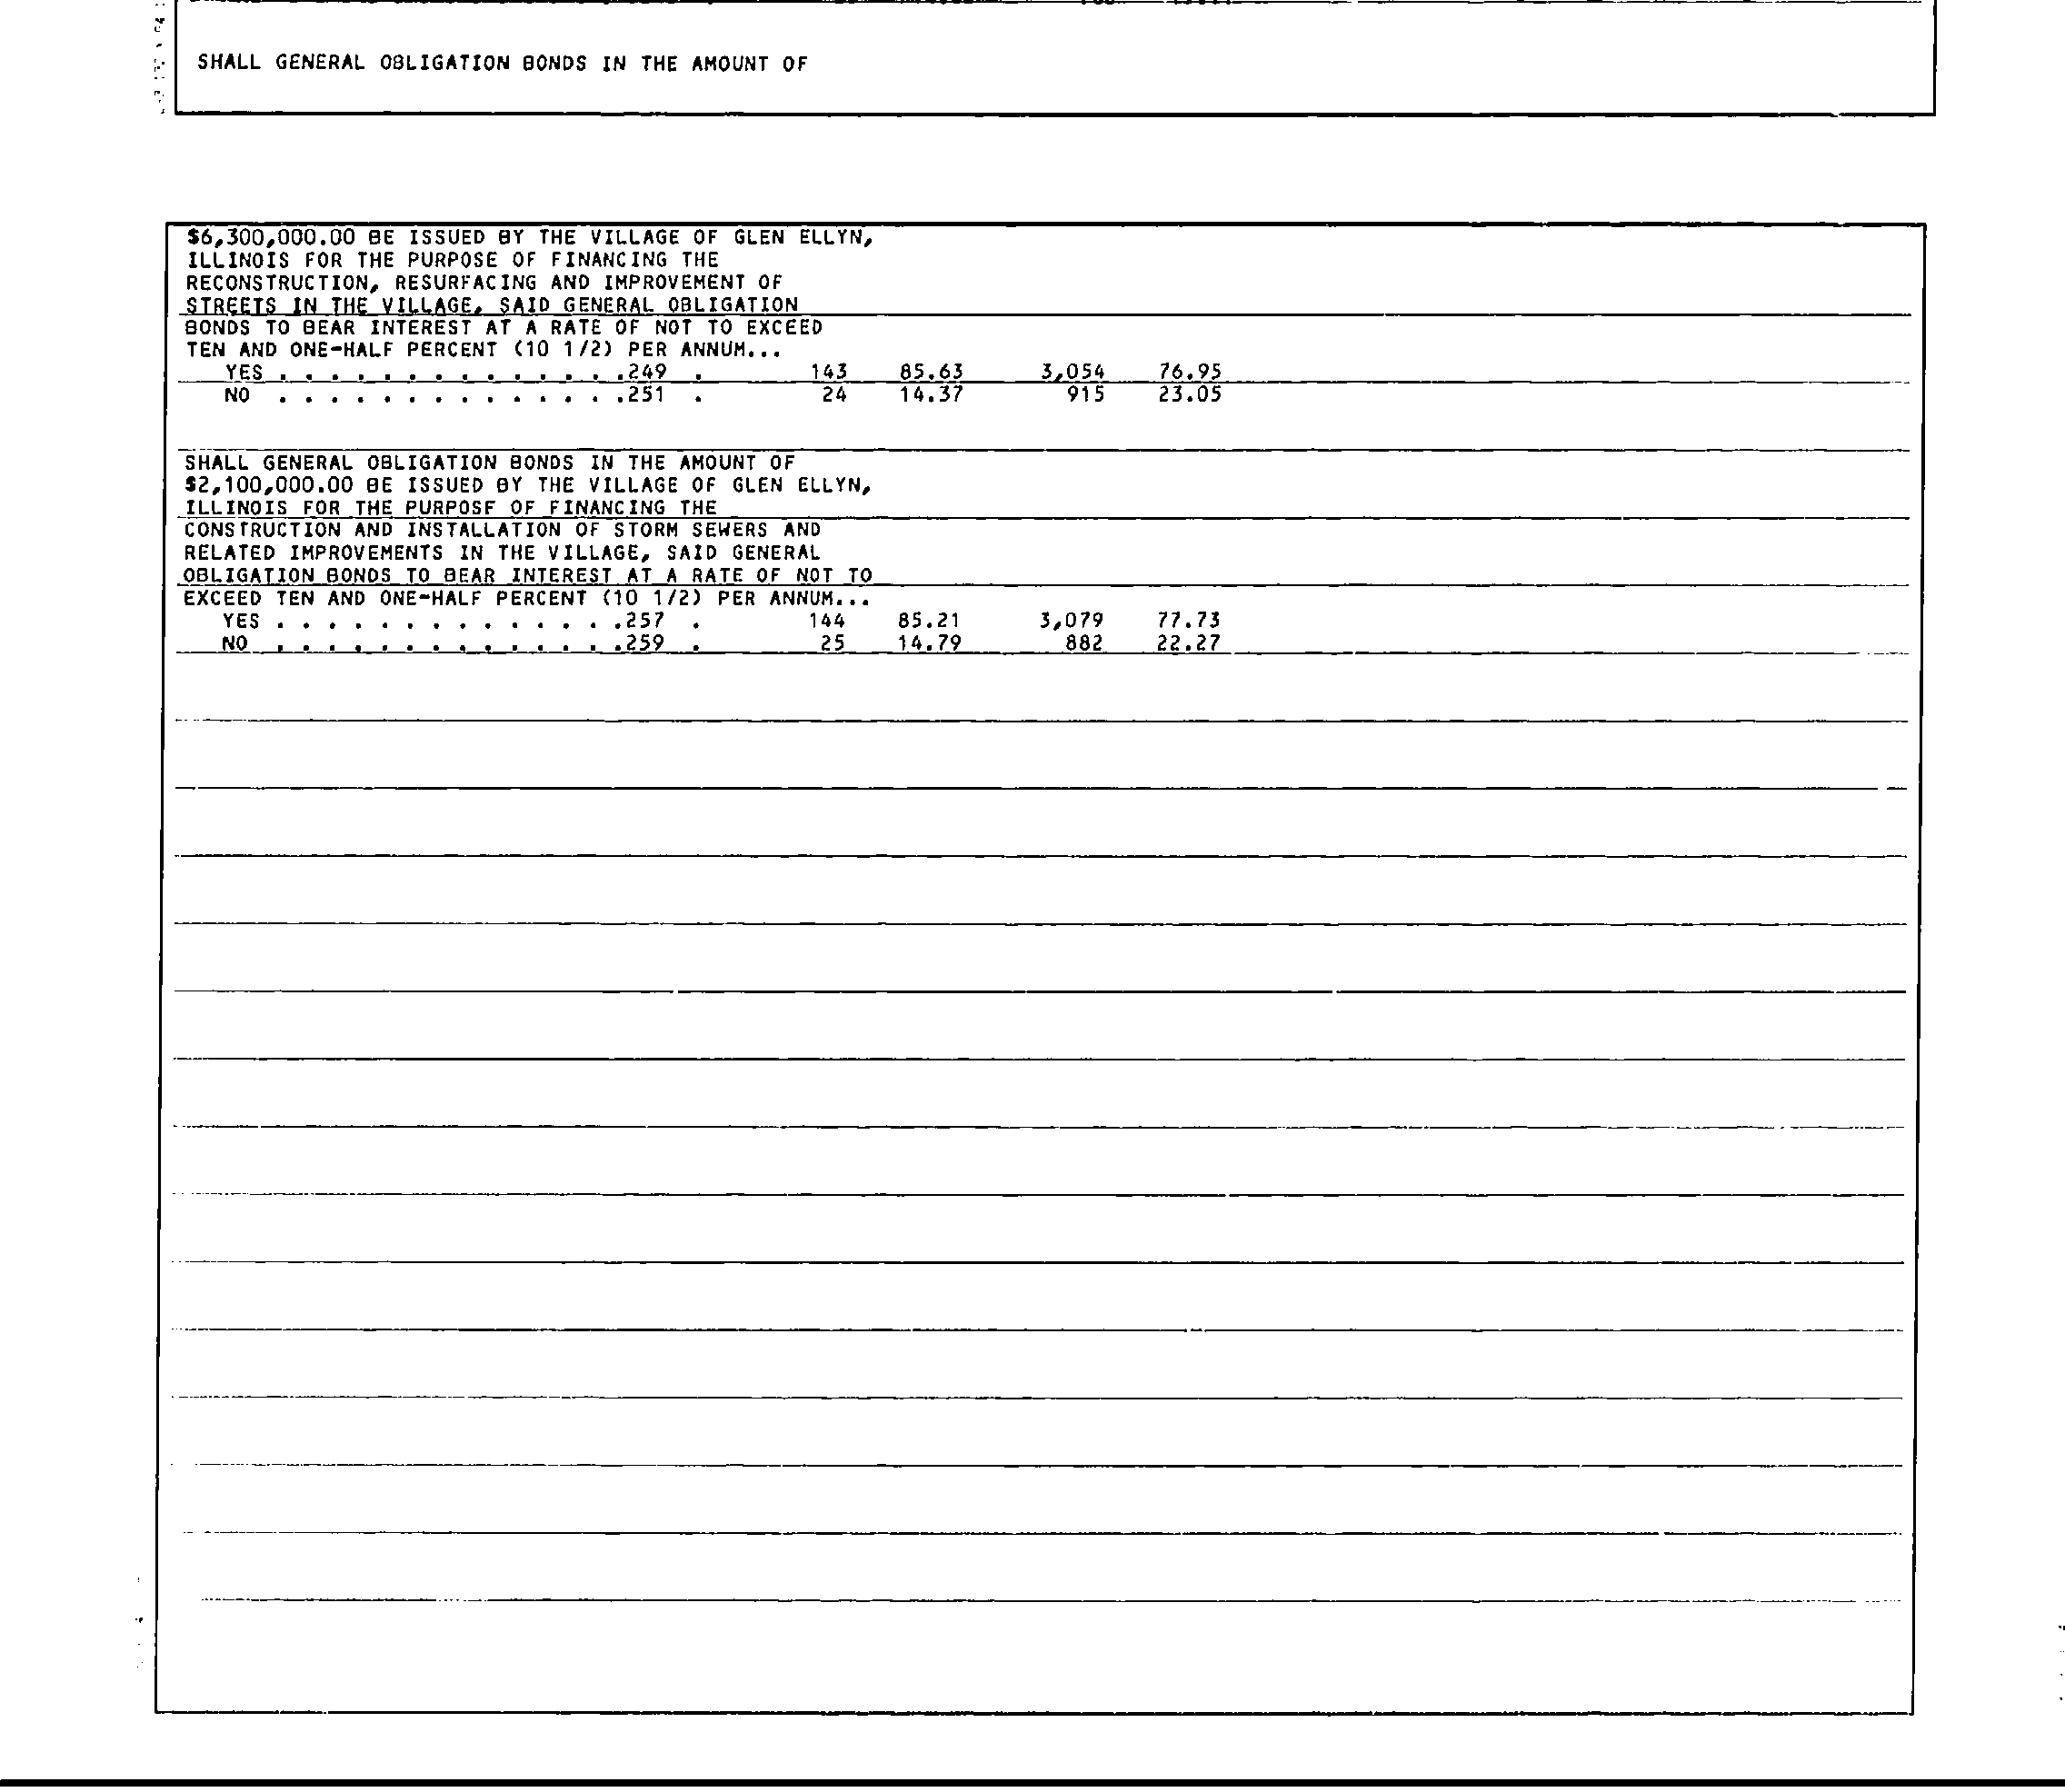 SHALL GENERAL OBLIGATION BONDS IN THE AMOUNT OF
$6,300,000.00 BE ISSUED BY THE VILLAGE OF GLEN ELLYN,
ILLINOIS FOR THE PURPOSE OF FINANCING THE
RECONSTRUCTION, RESURFACING AND IMPROVEMENT OF
STREETS IN THE VILLAGE, SAID GENERAL OBLIGATION
BONDS TO BEAR INTEREST AT A RATE OF NOT TO EXCEED
TEN AND ONE-HALF PERCENT (10 1/2) PER ANNUM...
YES . . . . . . . . . . . . . .249 . 143 85.63 3,054 76.95
NO . . . . . . . . . . . . . .251 . 24 14.37 915 23.05
SHALL GENERAL OBLIGATION BONDS IN THE AMOUNT OF
$2,100,000.00 BE ISSUED BY THE VILLAGE OF GLEN ELLYN,
ILLINOIS FOR THE PURPOSE OF FINANCING THE
CONSTRUCTION AND INSTALLATION OF STORM SEWERS AND
RELATED IMPROVEMENTS IN THE VILLAGE, SAID GENERAL
OBLIGATION BONDS TO BEAR INTEREST AT A RATE OF NOT TO
EXCEED TEN AND ONE-HALF PERCENT (10 1/2) PER ANNUM...
YES . . . . . . . . . . . . . .257 . 144 85.21 3,079 77.73
NO . . . . . . . . . . . . . .259 . 25 14.79 882 22.27